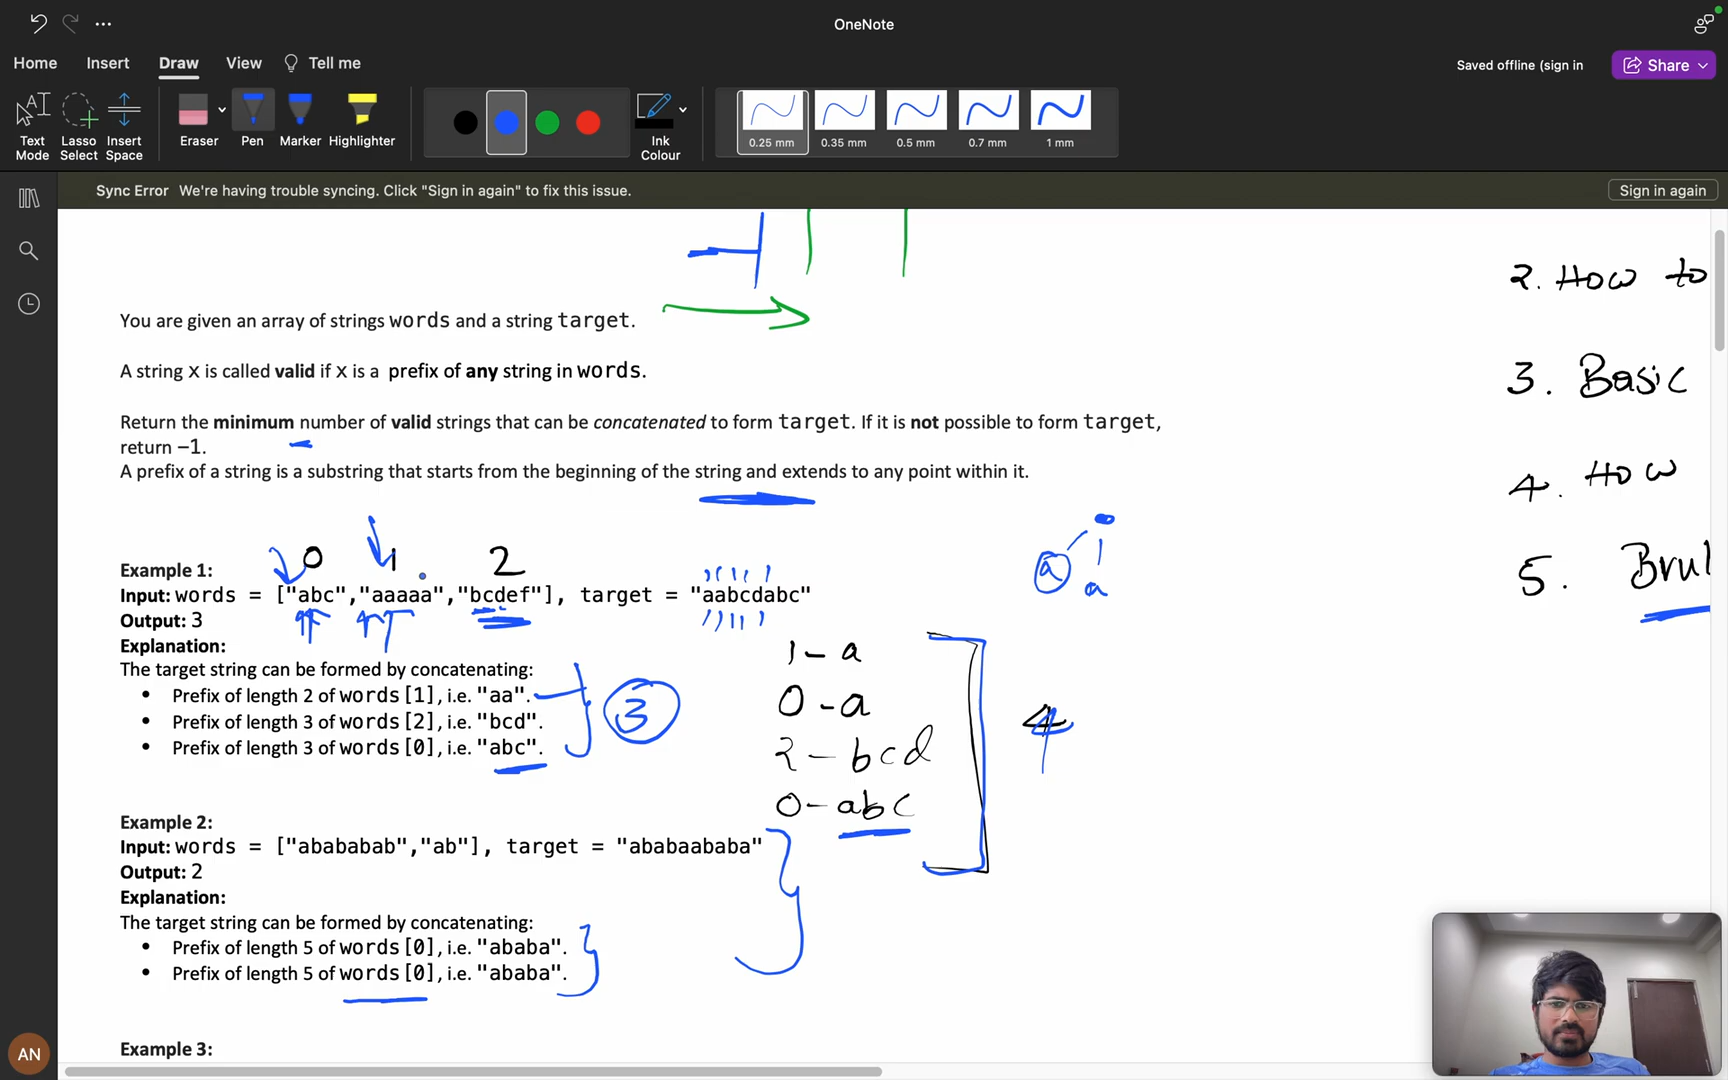 OneNote
Home Insert Draw View Tell me
Saved offline (sign in
Share
Text Mode
Lasso Select
Insert Space
Eraser
Pen
Marker
Highlighter
Ink Colour
0.25 mm
0.35 mm
0.5 mm
0.7 mm
1 mm
Sync Error We're having trouble syncing. Click "Sign in again" to fix this issue.
Sign in again
You are given an array of strings words and a string target.
A string x is called valid if x is a prefix of any string in words.
Return the minimum number of valid strings that can be concatenated to form target. If it is not possible to form target,
return -1.
A prefix of a string is a substring that starts from the beginning of the string and extends to any point within it.
0 1 2
Example 1:
Input: words = ["abc","aaaaa","bcdef"], target = "aabcdabc"
Output: 3
Explanation:
The target string can be formed by concatenating:
• Prefix of length 2 of words[1], i.e. "aa".
• Prefix of length 3 of words[2], i.e. "bcd".
• Prefix of length 3 of words[0], i.e. "abc".
3
1 - a
0 - a
2 - bcd
0 - abc
4
a
a
Example 2:
Input: words = ["abababab","ab"], target = "ababaababa"
Output: 2
Explanation:
The target string can be formed by concatenating:
• Prefix of length 5 of words[0], i.e. "ababa".
• Prefix of length 5 of words[0], i.e. "ababa".
Example 3:
2. How to
3. Basic
4. How
5.
AN